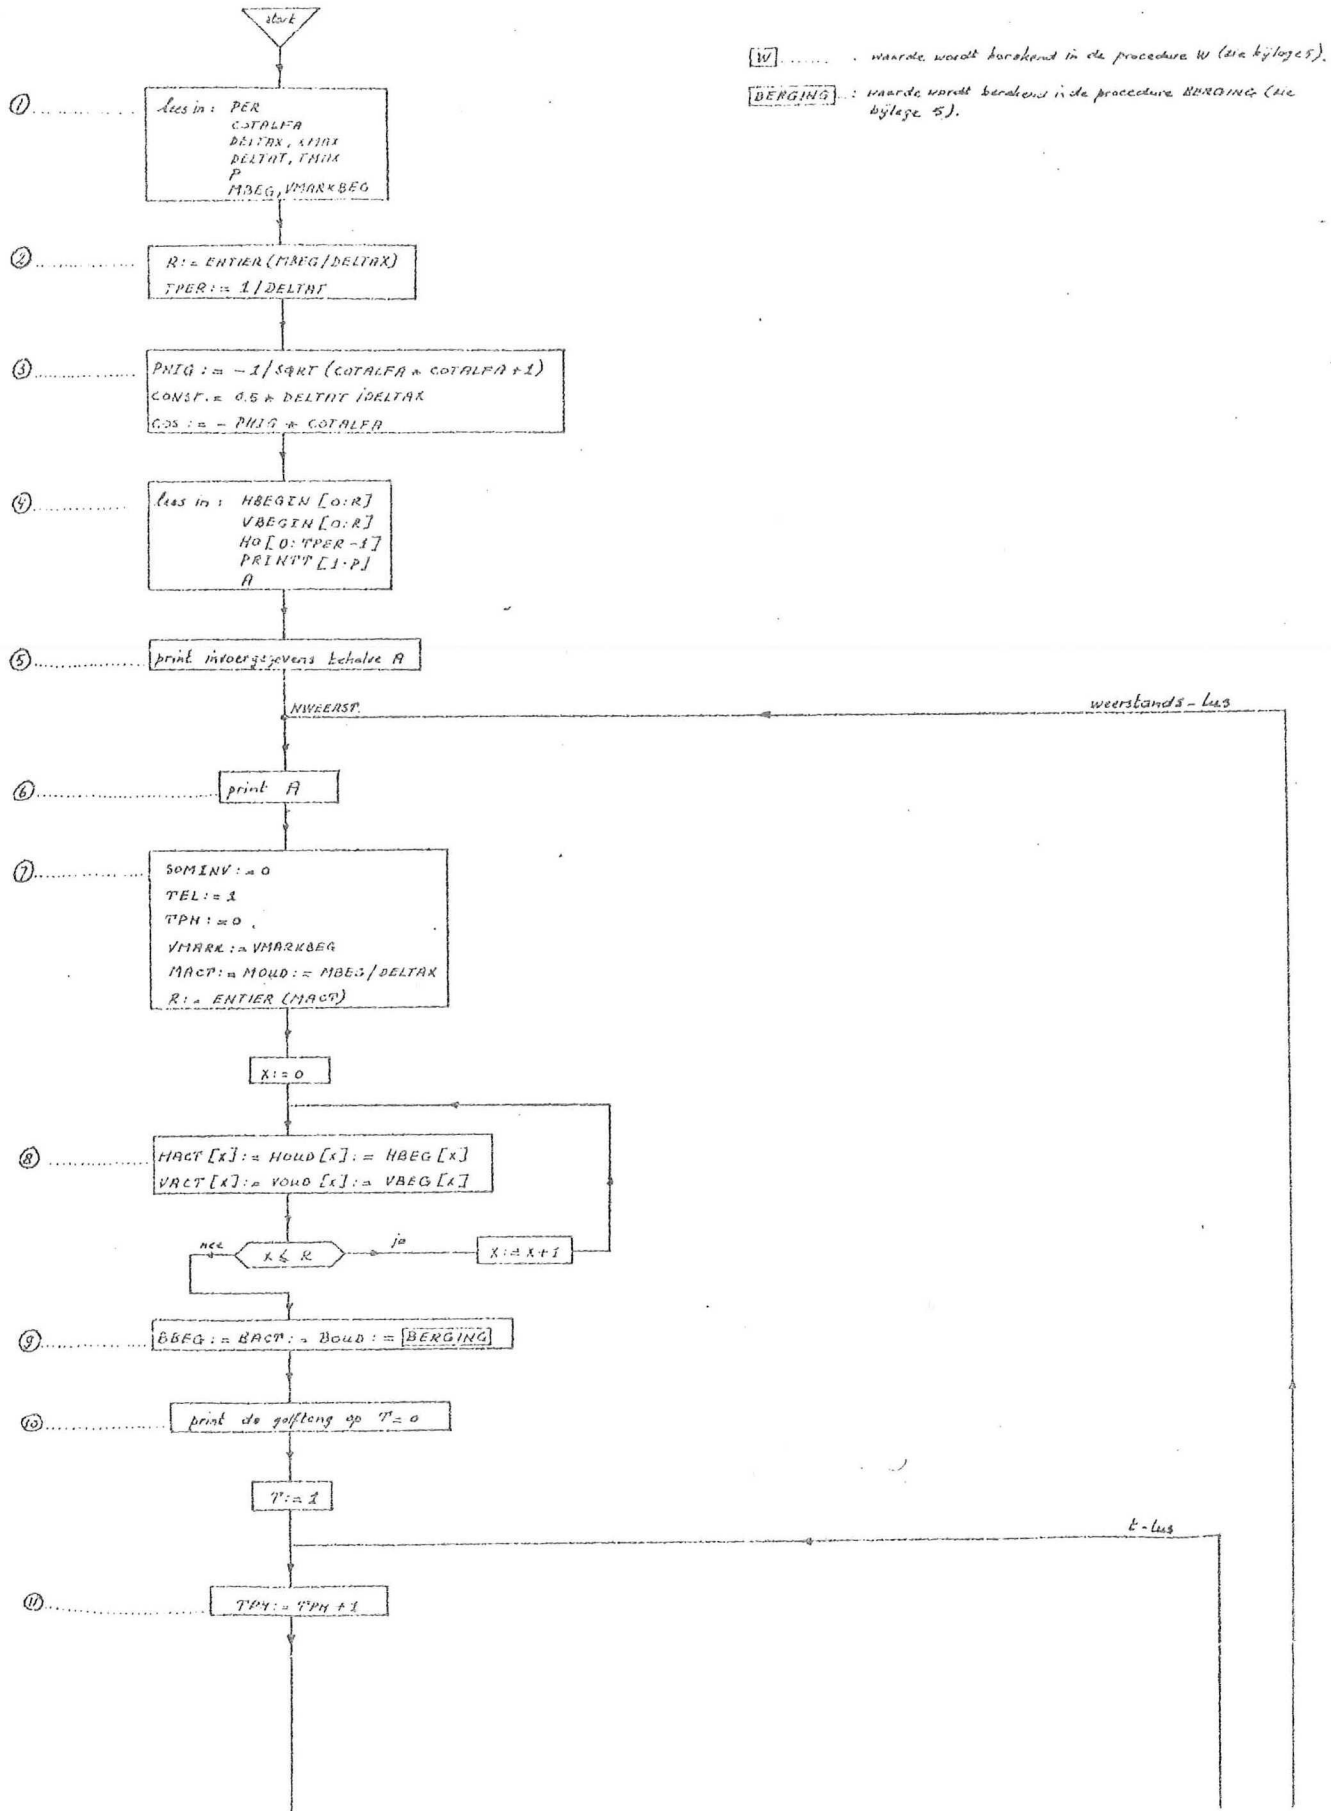 start
[W] ...... . waarde wordt berekend in de procedure W (zie bijlage 5).
[BERGING] .. : waarde wordt berekend in de procedure BERGING (zie
bijlage 5).
① lees in : PER
COTALFA
DELTAX, XMAX
DELTAT, TMAX
P
MBEG, VMARKBEG
② R := ENTIER (MBEG/DELTAX)
TPER := 1/DELTAT
③ PHIG := -1/SQRT (COTALFA * COTALFA + 1)
CONST := 0.5 * DELTAT / DELTAX
COS := - PHIG * COTALFA
④ lees in : HBEGIN [0:R]
VBEGIN [0:R]
HO [0: TPER -1]
PRINTT [1:P]
A
⑤ print invoergegevens behalve A
NWEERST.
weerstands-lus
⑥ print A
⑦ SOMINV := 0
TEL := 1
TPH := 0
VMARK := VMARKBEG
MACT := MOUD := MBEG/DELTAX
R := ENTIER (MACT)
X := 0
⑧ HACT [X] := HOUD [X] := HBEG [X]
VACT [X] := VOUD [X] := VBEG [X]
nee X ≤ R ja X := X+1
⑨ BBEG := BACT := BOUD := [BERGING]
⑩ print de golftong op T = 0
T := 1
t-lus
⑪ TPH := TPH + 1